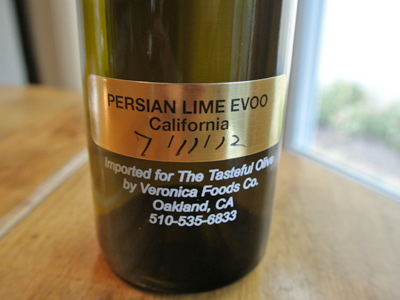 PERSIAN LIME EVOO
California
7/11/12
Imported for The Tasteful Olive
by Veronica Foods Co.
Oakland, CA
510-535-6833